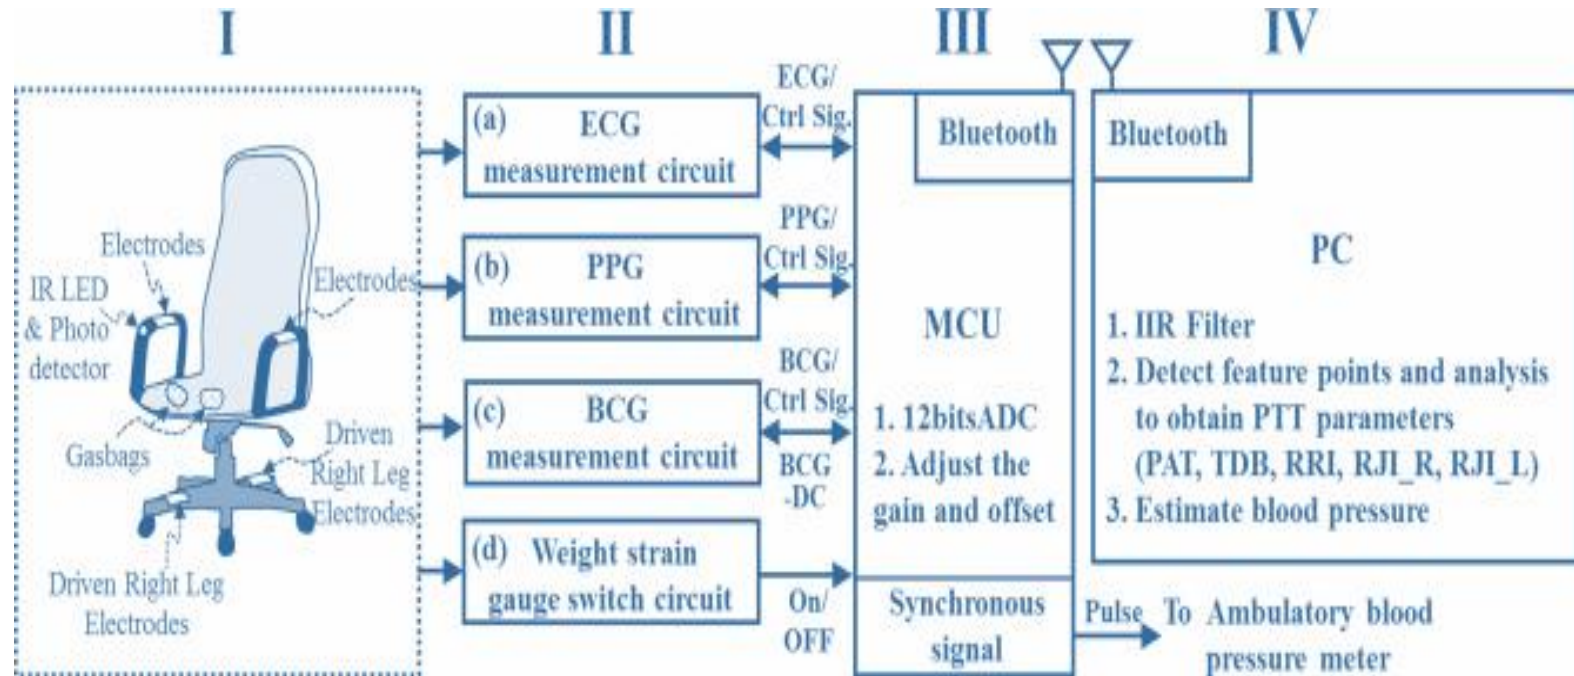 I
II
III
IV
Electrodes
IR LED
& Photo
detector
Electrodes
Gasbags
Driven
Right Leg
Electrodes
Driven Right Leg
Electrodes
(a) ECG
measurement circuit
(b) PPG
measurement circuit
(c) BCG
measurement circuit
(d) Weight strain
gauge switch circuit
ECG/
Ctrl Sig.
PPG/
Ctrl Sig.
BCG/
Ctrl Sig.
BCG
-DC
On/
OFF
Bluetooth
MCU
1. 12bitsADC
2. Adjust the
gain and offset
Synchronous
signal
Bluetooth
PC
1. IIR Filter
2. Detect feature points and analysis
to obtain PTT parameters
(PAT, TDB, RRI, RJI_R, RJI_L)
3. Estimate blood pressure
Pulse To Ambulatory blood
pressure meter